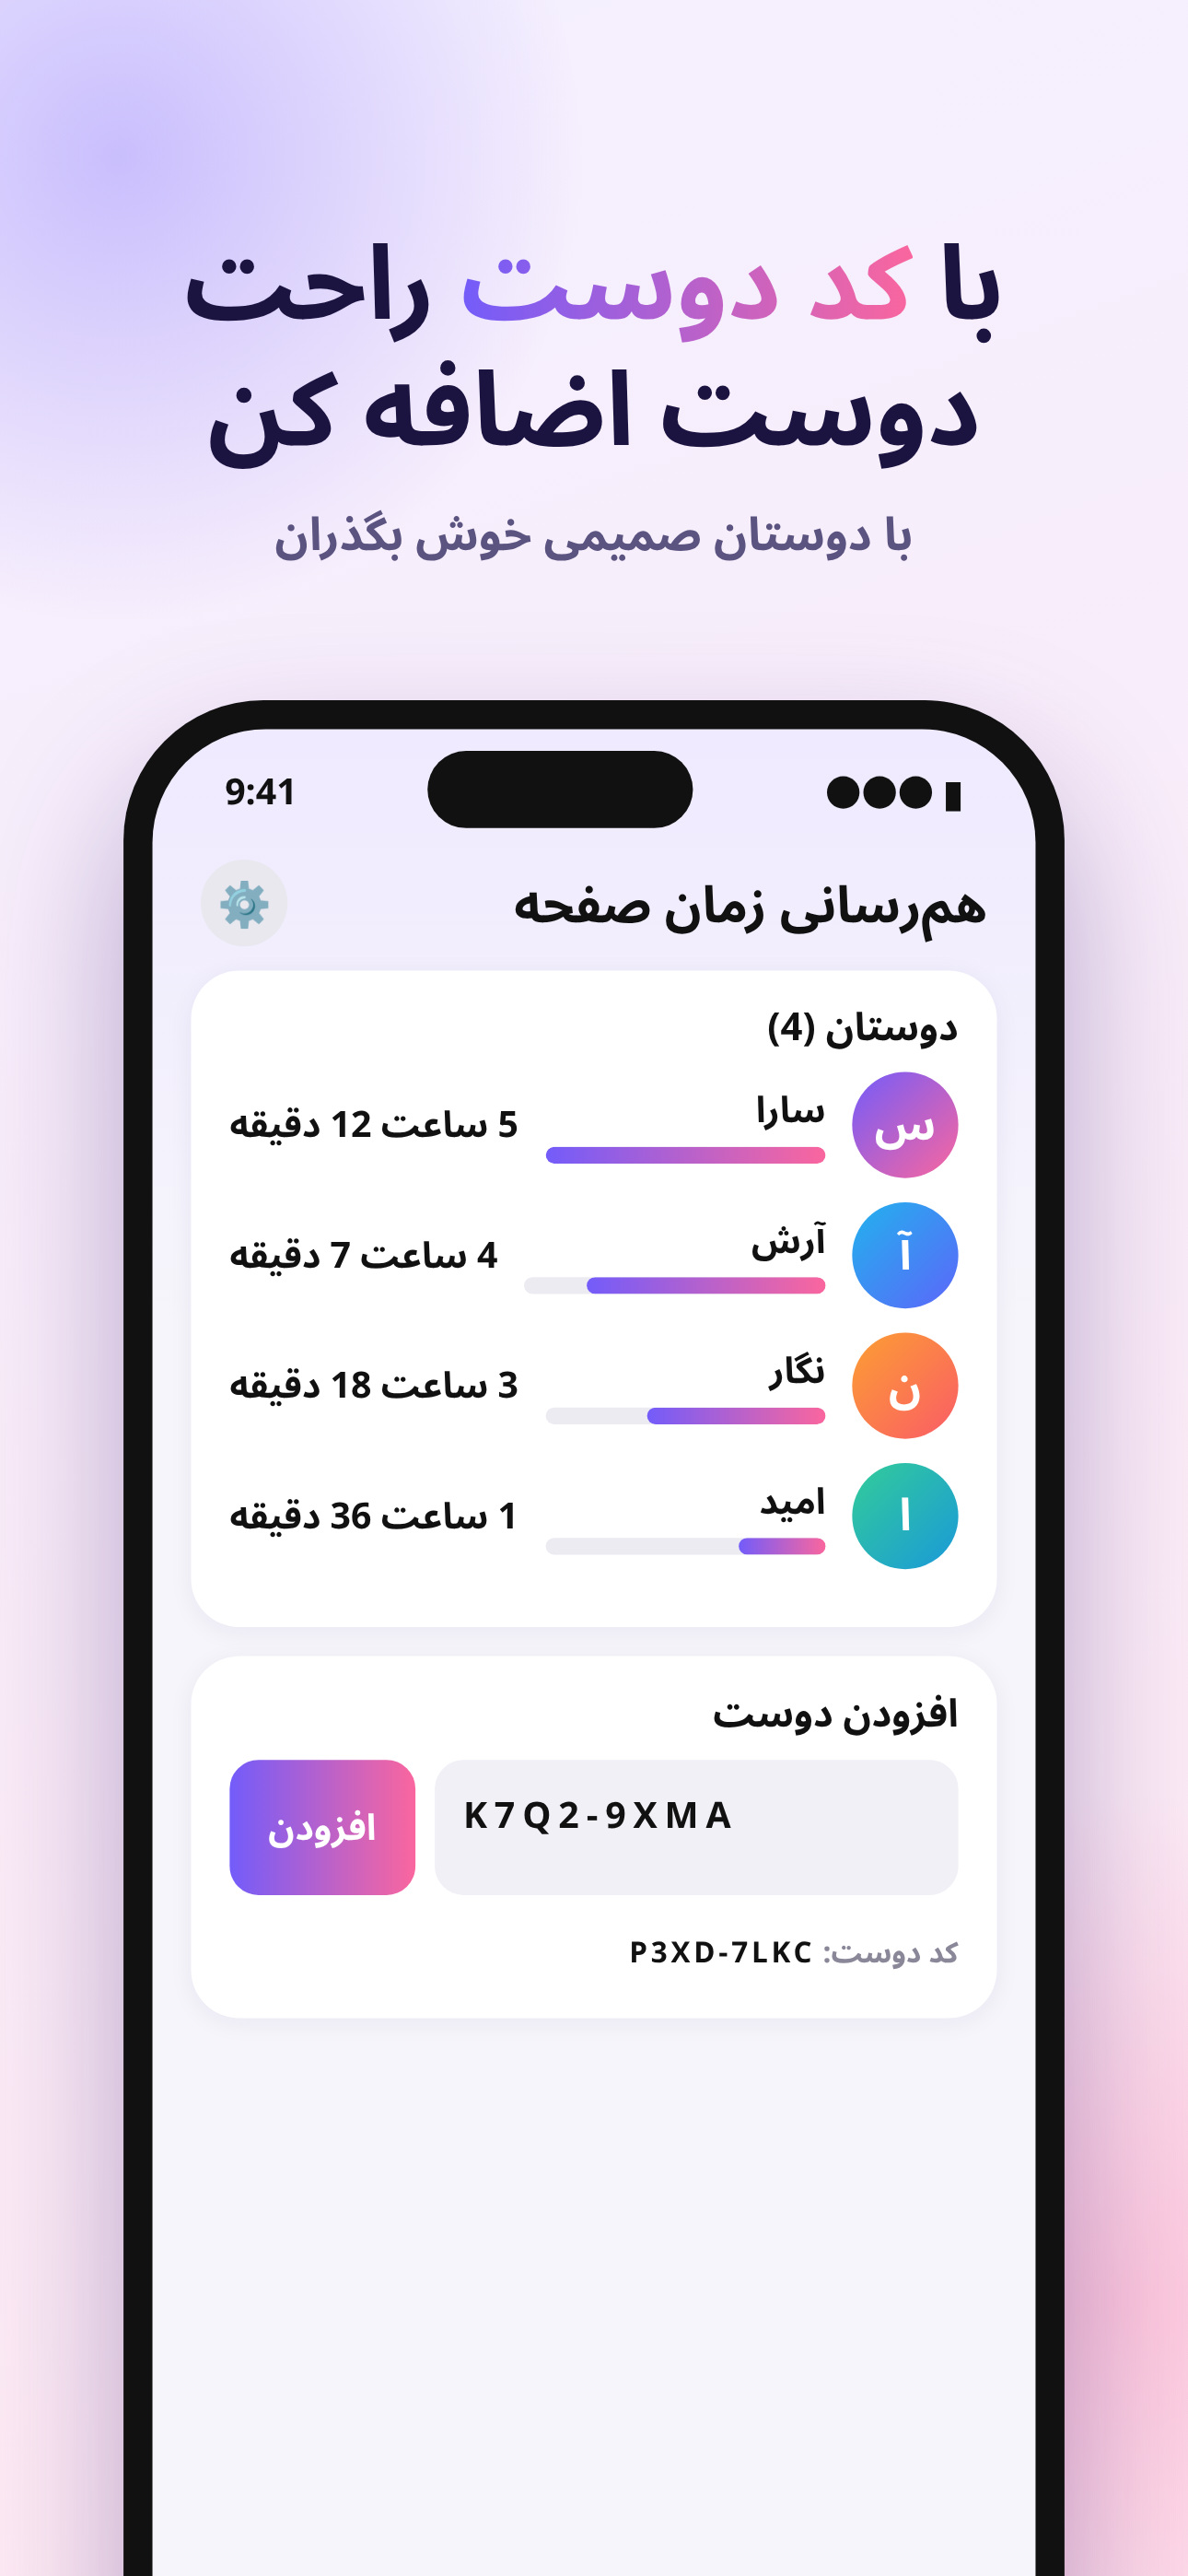 با کد دوست راحت
دوست اضافه کن
با دوستان صمیمی خوش بگذران
9:41
هم‌رسانی زمان صفحه
دوستان (4)
س
سارا
5 ساعت 12 دقیقه
آ
آرش
4 ساعت 7 دقیقه
ن
نگار
3 ساعت 18 دقیقه
ا
امید
1 ساعت 36 دقیقه
افزودن دوست
K7Q2-9XMA
افزودن
کد دوست: P3XD-7LKC